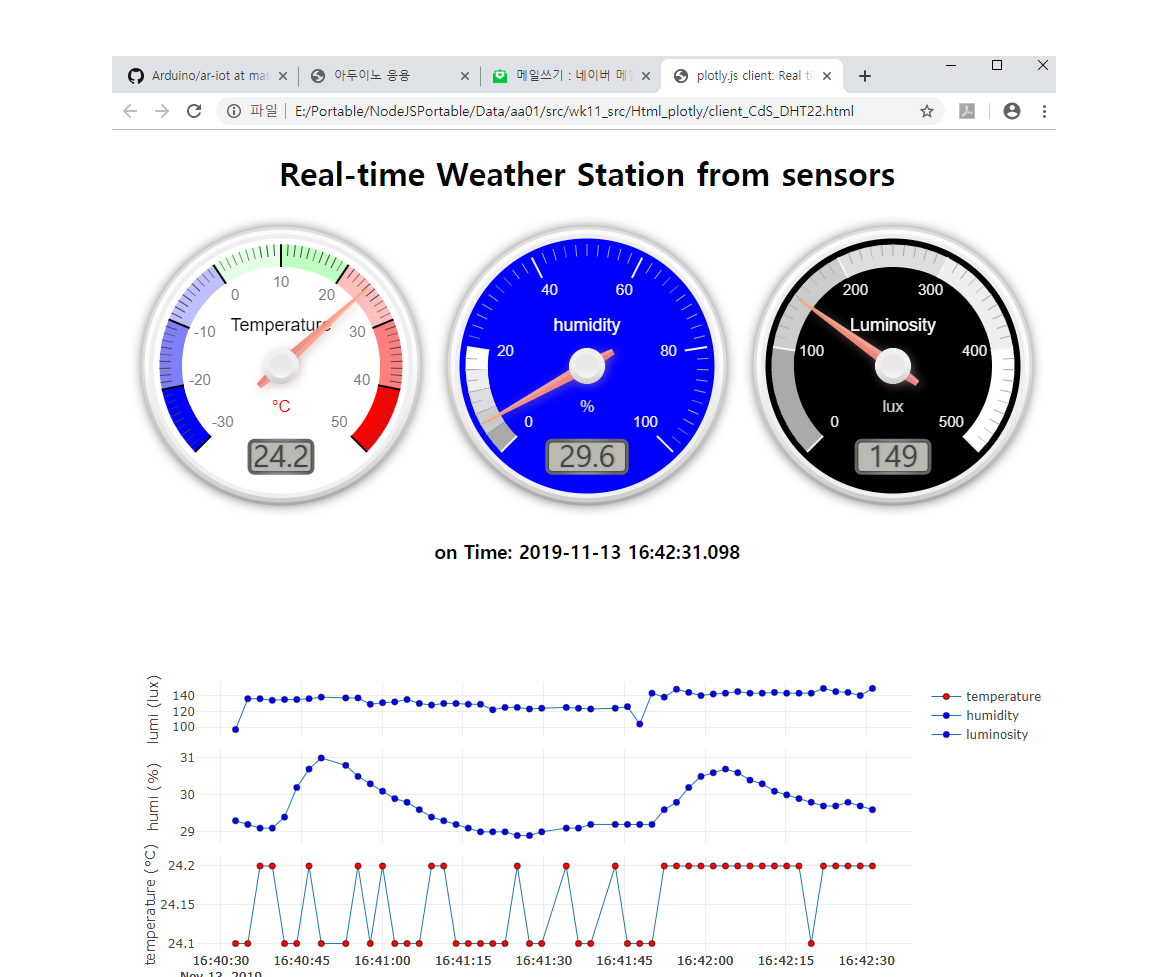 Arduino/ar-iot at mas
아두이노 응용
메일쓰기 : 네이버 메일
plotly.js client: Real ti
파일 E:/Portable/NodeJSPortable/Data/aa01/src/wk11_src/Html_plotly/client_CdS_DHT22.html
Real-time Weather Station from sensors
-30 -20 -10 0 10 20 30 40 50
Temperature
°C
24.2
0 20 40 60 80 100
humidity
%
29.6
0 100 200 300 400 500
Luminosity
lux
149
on Time: 2019-11-13 16:42:31.098
lumi (lux)
140
120
100
temperature
humidity
luminosity
humi (%)
31
30
29
temperature (°C)
24.2
24.15
24.1
16:40:30 16:40:45 16:41:00 16:41:15 16:41:30 16:41:45 16:42:00 16:42:15 16:42:30
Nov 13, 2019